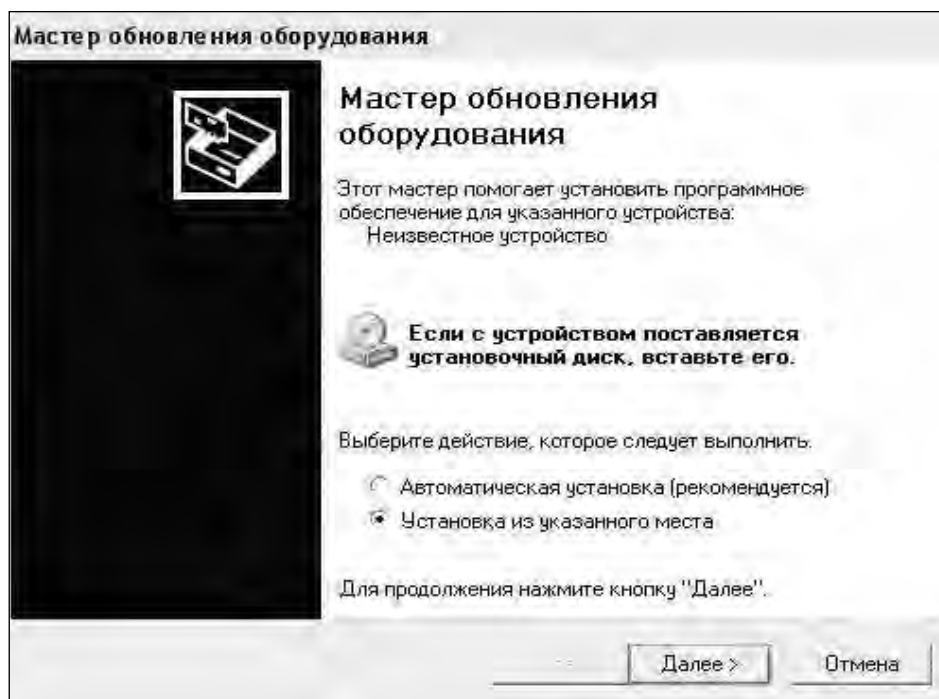 Мастер обновления оборудования
Мастер обновления
оборудования
Этот мастер помогает установить программное
обеспечение для указанного устройства:
Неизвестное устройство
Если с устройством поставляется
установочный диск, вставьте его.
Выберите действие, которое следует выполнить.
Автоматическая установка (рекомендуется)
Установка из указанного места
Для продолжения нажмите кнопку "Далее".
Далее >
Отмена